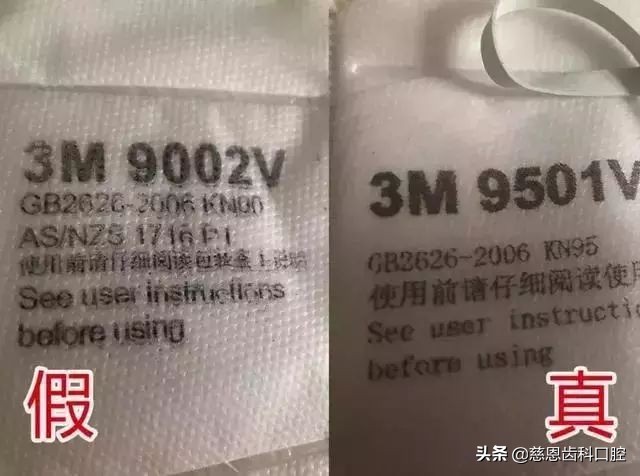 3M 9002V
GB2626-2006 KN90
AS/NZS 1716 P1
使用前请仔细阅读包装盒上说明
See user instructions
before using
假
3M 9501V
GB2626-2006 KN95
使用前请仔细阅读使用
See user instructio
before using
真
头条@慈恩齿科口腔